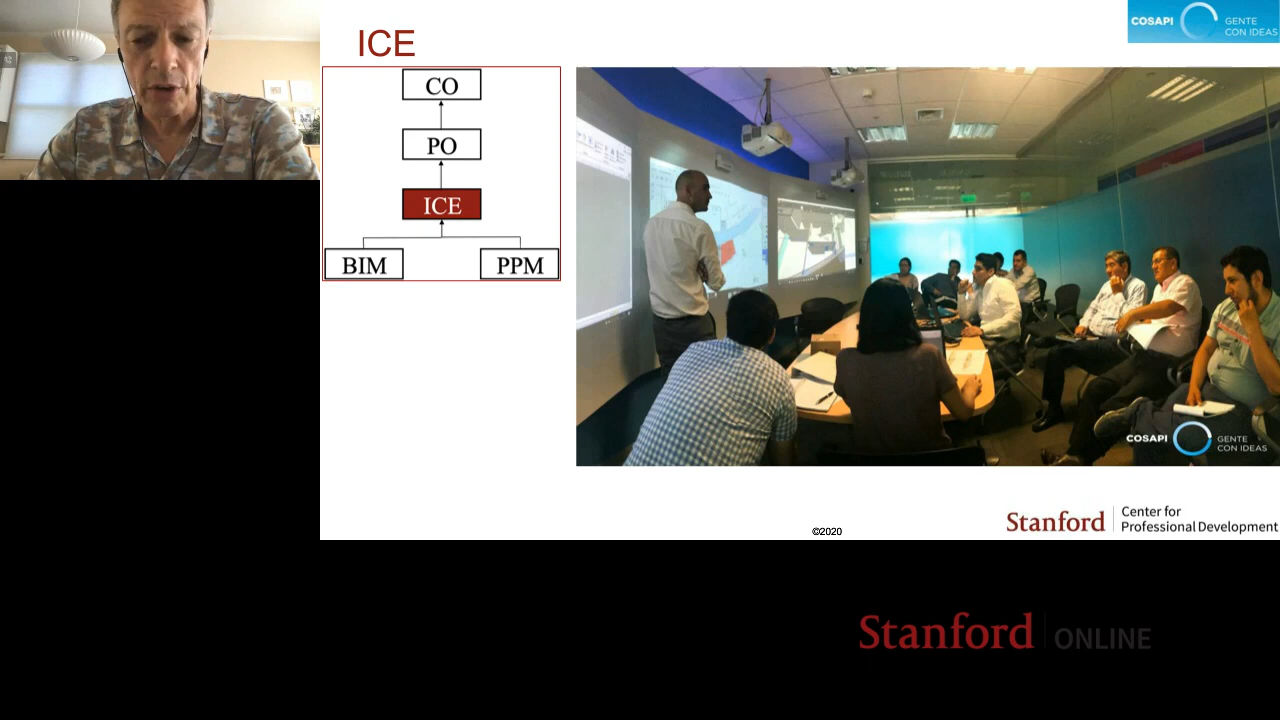 ICE
COSAPI
GENTE
CON IDEAS
CO
PO
ICE
BIM
PPM
COSAPI
GENTE
CON IDEAS
©2020
Stanford
Center for
Professional Development
Stanford ONLINE